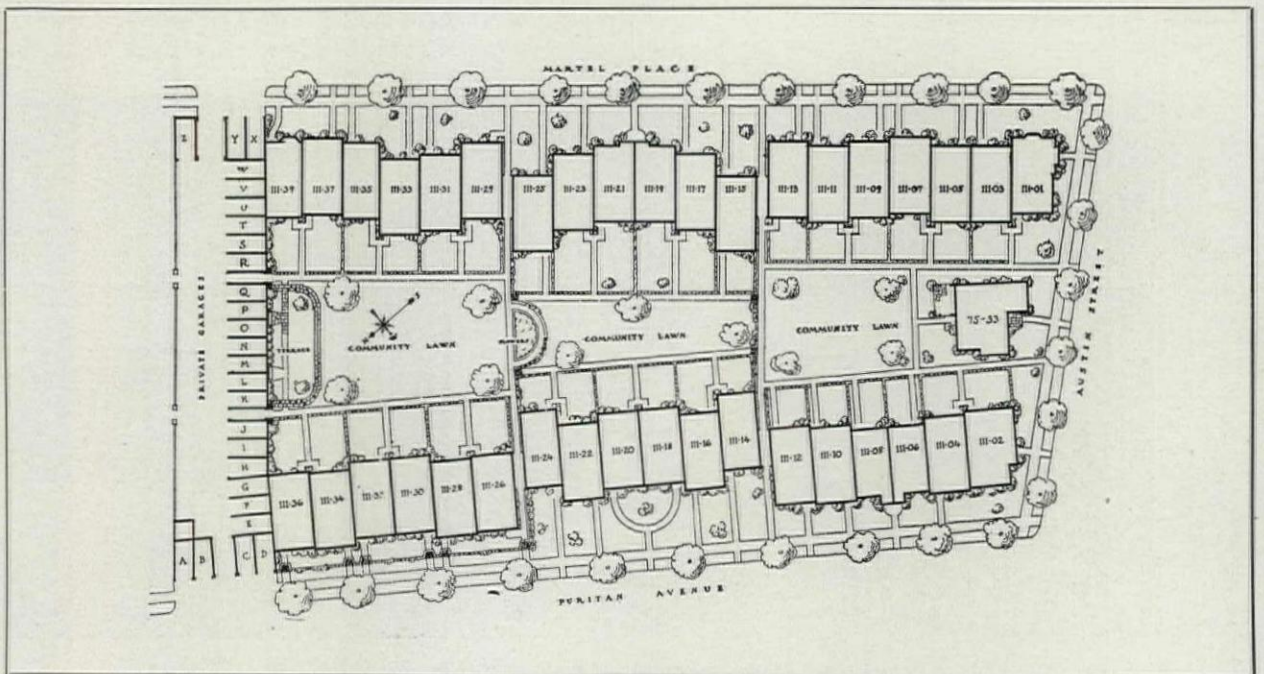 MARTEL PLACE
Z Y X
W
V
U
T
S
R
Q
P
O
N
M
L
K
J
I
H
G
F
E
A B C D
PRIVATE GARAGES
111-39 111-37 111-35 111-33 111-31 111-29 111-25 111-23 111-21 111-19 111-17 111-15 111-13 111-11 111-09 111-07 111-05 111-03 111-01
S
TERRACE
COMMUNITY LAWN
COMMUNITY LAWN
COMMUNITY LAWN
75-33
AUSTIN STREET
111-36 111-34 111-32 111-30 111-28 111-26 111-24 111-22 111-20 111-18 111-16 111-14 111-12 111-10 111-08 111-06 111-04 111-02
PURITAN AVENUE